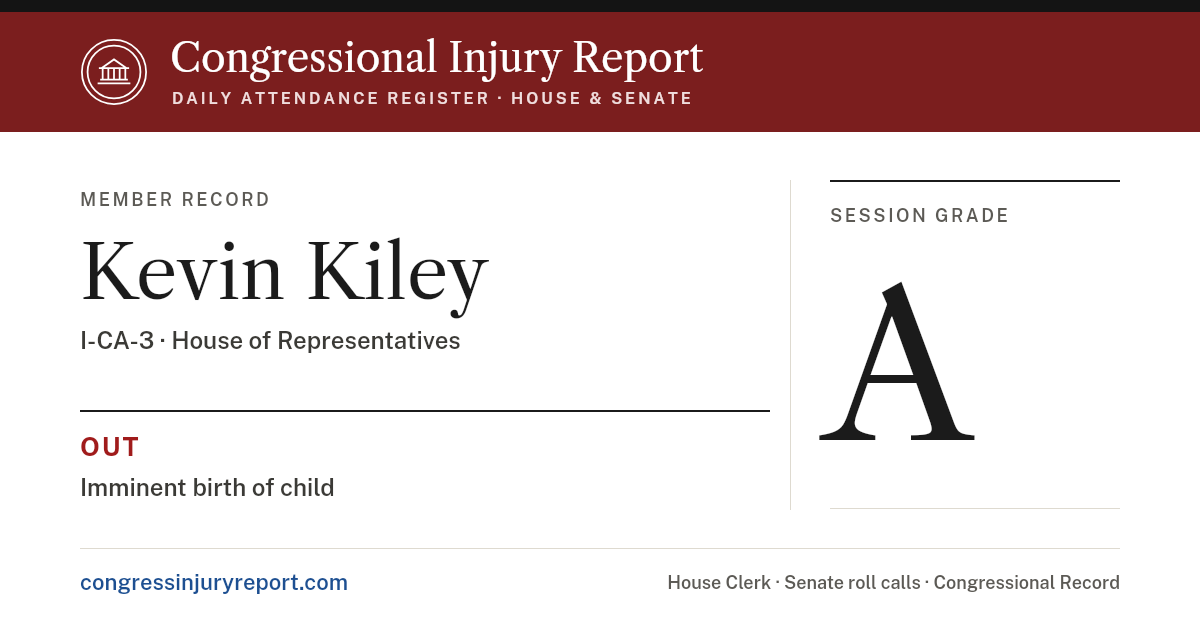 Congressional Injury Report
DAILY ATTENDANCE REGISTER · HOUSE & SENATE
MEMBER RECORD
Kevin Kiley
I-CA-3 · House of Representatives
OUT
Imminent birth of child
SESSION GRADE
A
congressinjuryreport.com
House Clerk · Senate roll calls · Congressional Record